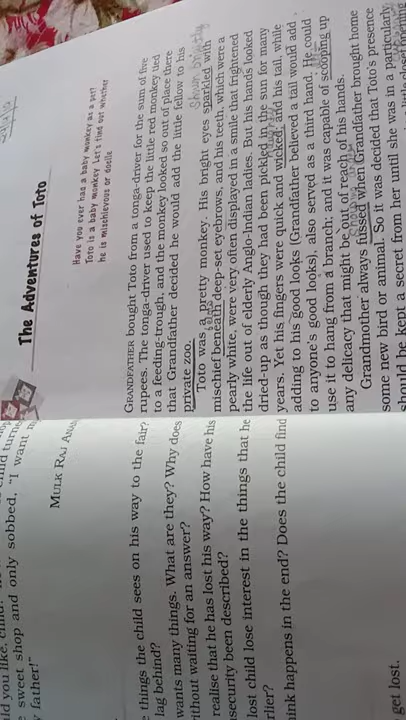 ld you like, child?
e sweet shop and only sobbed, "I want m
y father!"
MULK RAJ ANAN
e things the child sees on his way to the fair?
lag behind?
wants many things. What are they? Why does
ithout waiting for an answer?
realise that he has lost his way? How have his
security been described?
lost child lose interest in the things that he
rlier?
ink happens in the end? Does the child find
get lost.
The Adventures of Toto
Have you ever had a baby monkey as a pet?
Toto is a baby monkey. Let's find out whether
he is mischievous or docile.
GRANDFATHER bought Toto from a tonga-driver for the sum of five
rupees. The tonga-driver used to keep the little red monkey tied
to a feeding-trough, and the monkey looked so out of place there
that Grandfather decided he would add the little fellow to his
private zoo.
Toto was a pretty monkey. His bright eyes sparkled with
mischief beneath deep-set eyebrows, and his teeth, which were a
pearly white, were very often displayed in a smile that frightened
the life out of elderly Anglo-Indian ladies. But his hands looked
dried-up as though they had been pickled in the sun for many
years. Yet his fingers were quick and wicked; and his tail, while
adding to his good looks (Grandfather believed a tail would add
to anyone's good looks), also served as a third hand. He could
use it to hang from a branch; and it was capable of scooping up
any delicacy that might be out of reach of his hands.
Grandmother always fussed when Grandfather brought home
some new bird or animal. So it was decided that Toto's presence
should be kept a secret from her until she was in a particularly